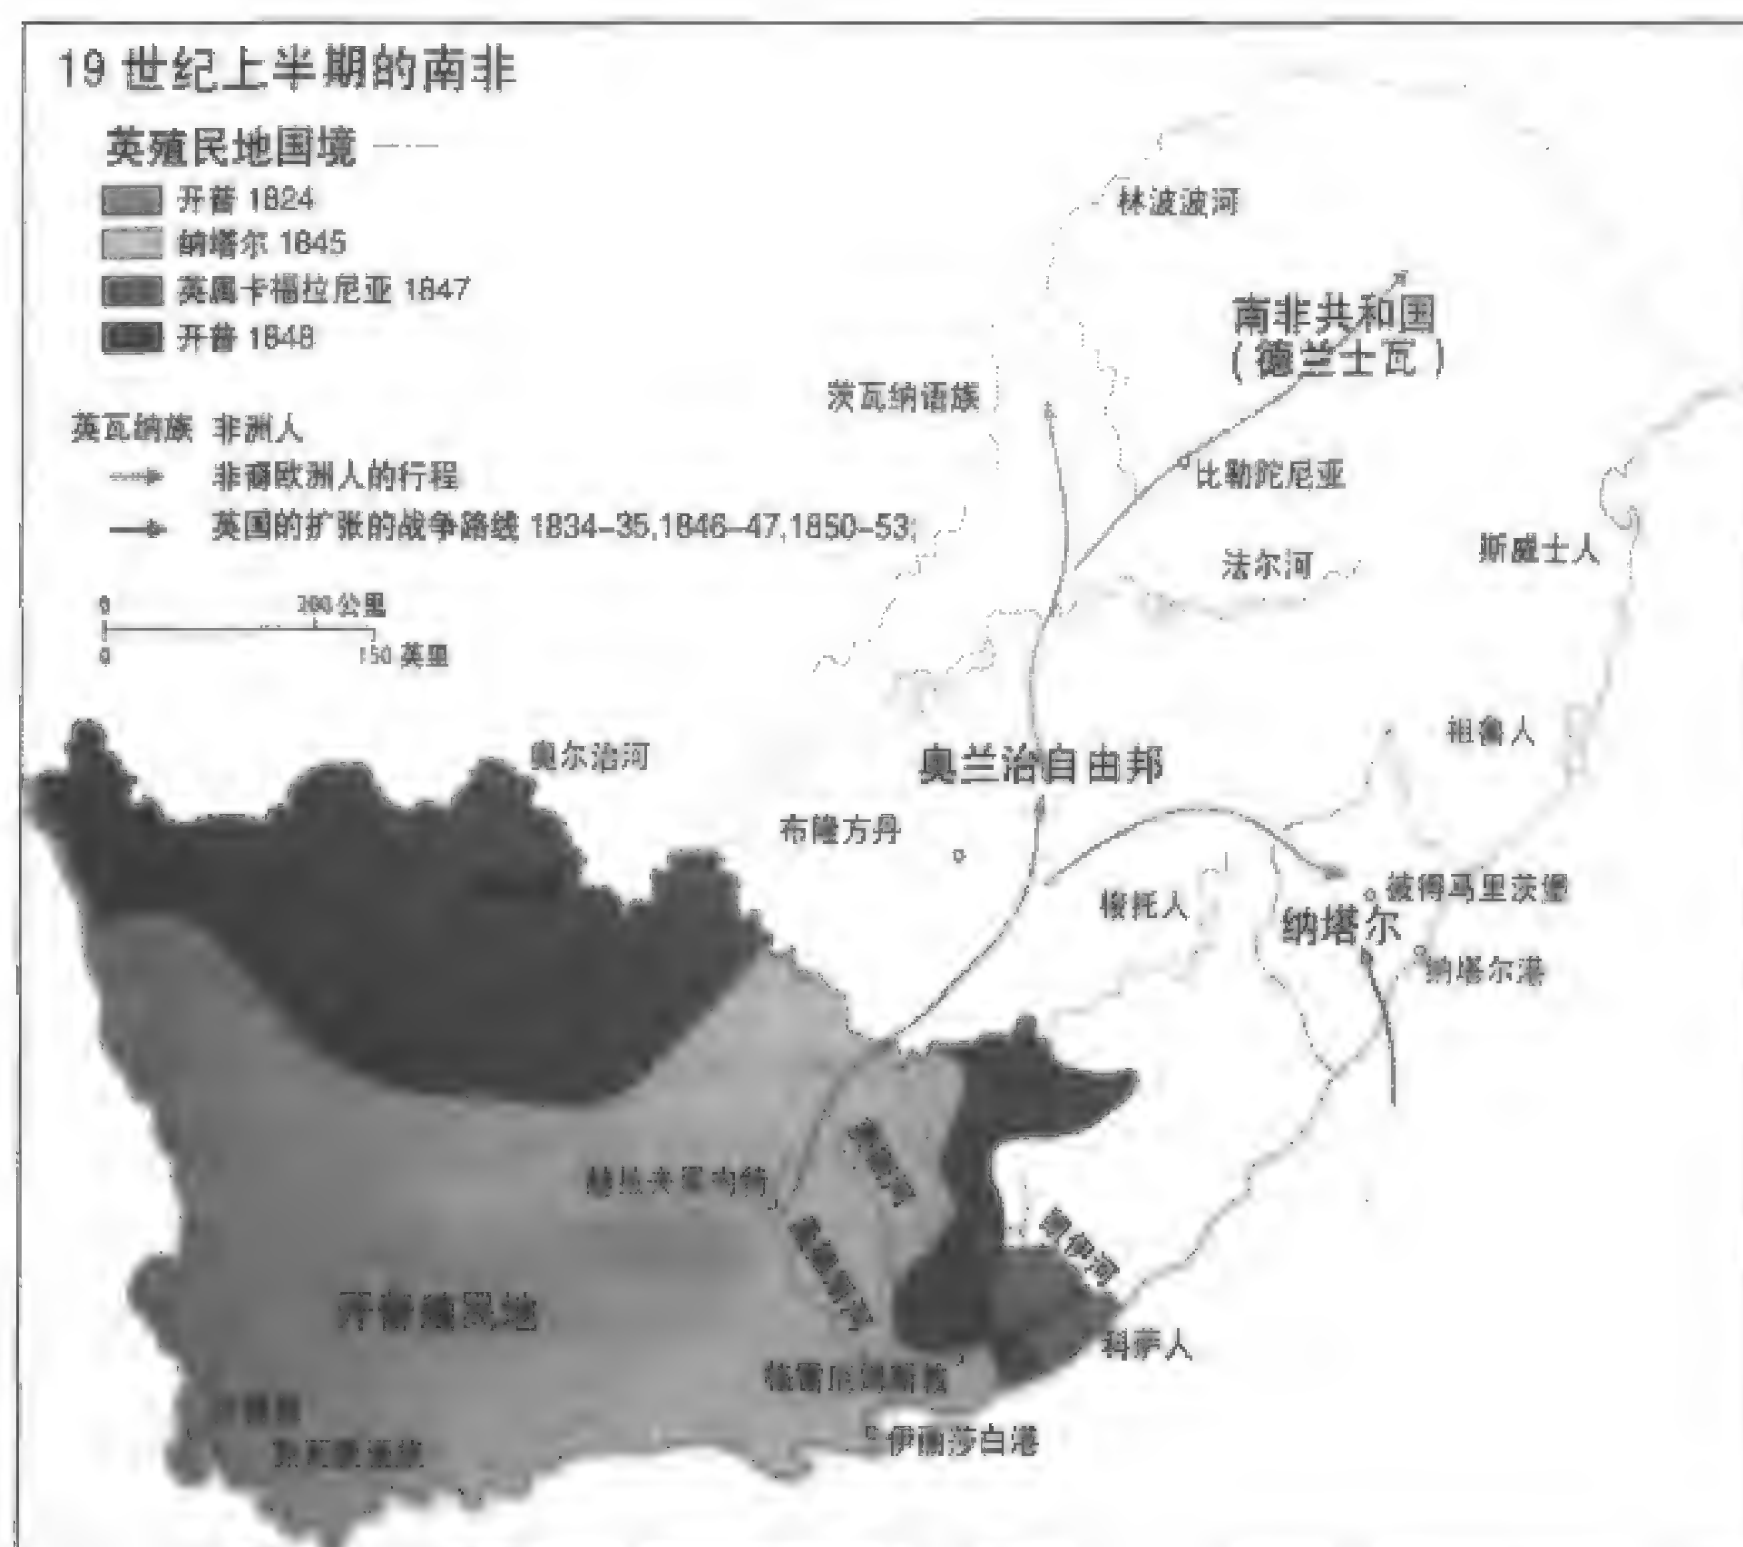 19 世纪上半期的南非
英殖民地国境
开普 1824
纳塔尔 1845
英属卡福拉尼亚 1847
开普 1848
英瓦纳族 非洲人
非裔欧洲人的行程
英国的扩张的战争路线 1834-35,1846-47,1850-53;
0 200 公里
0 150 英里
林波波河
南非共和国
(德兰士瓦)
茨瓦纳语族
比勒陀尼亚
法尔河
斯威士人
祖鲁人
奥尔治河
奥兰治自由邦
布隆方丹
梭托人
彼得马里茨堡
纳塔尔
纳塔尔港
开普殖民地
科萨人
伊丽莎白港